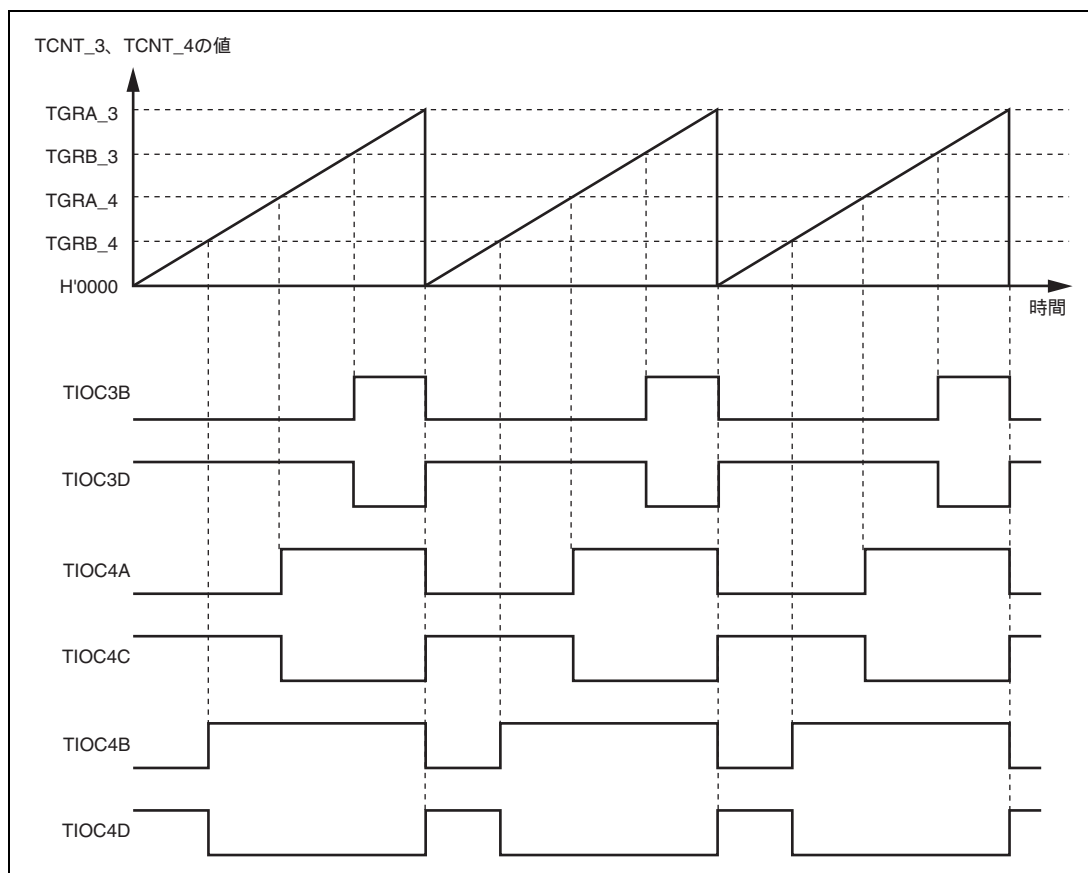 TCNT_3、TCNT_4の値
TGRA_3
TGRB_3
TGRA_4
TGRB_4
H'0000
時間
TIOC3B
TIOC3D
TIOC4A
TIOC4C
TIOC4B
TIOC4D